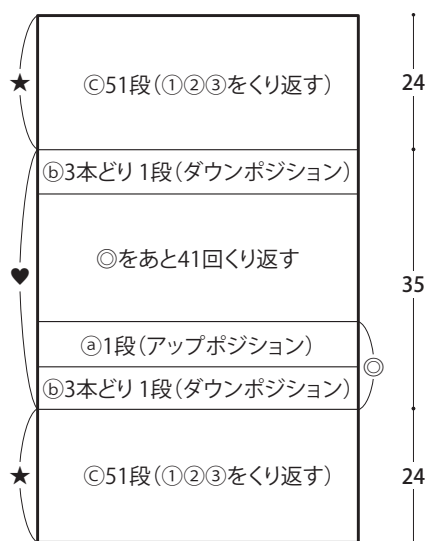 ★
ⓒ51段(①②③をくり返す)
24
ⓑ3本どり 1段(ダウンポジション)
♥
◎をあと41回くり返す
35
ⓐ1段(アップポジション)
◎
ⓑ3本どり 1段(ダウンポジション)
★
ⓒ51段(①②③をくり返す)
24